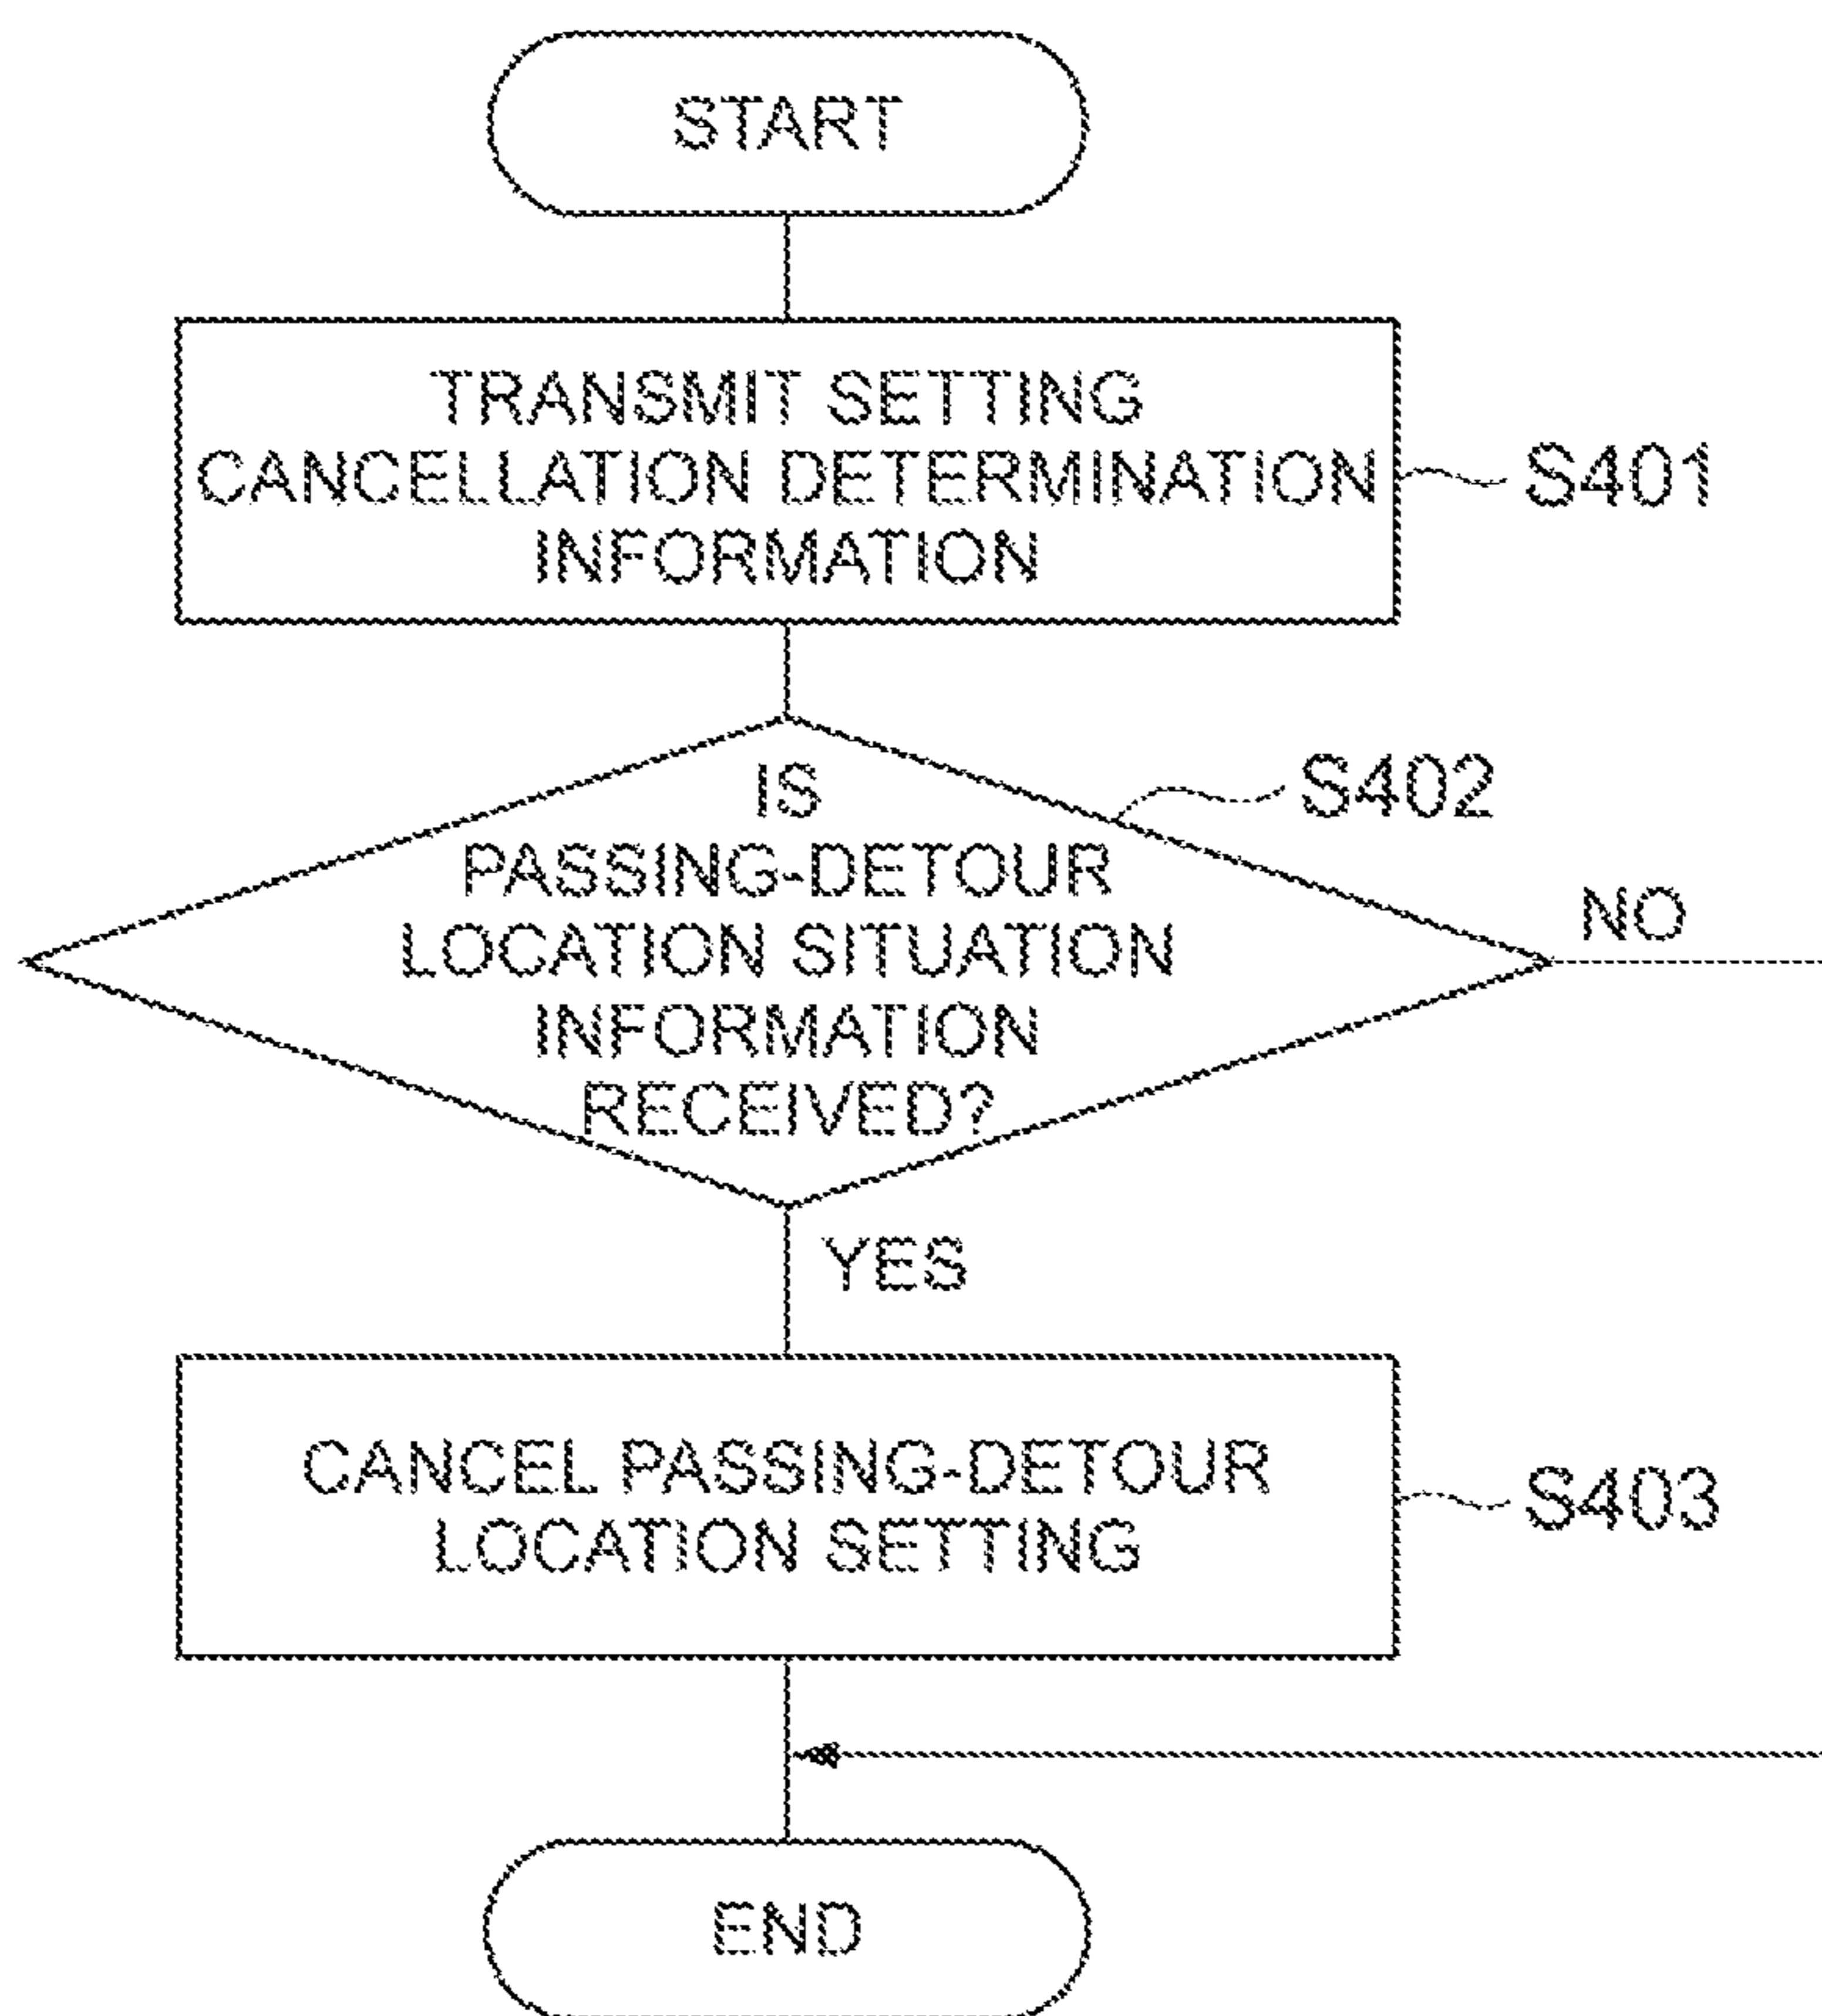 START
TRANSMIT SETTING
CANCELLATION DETERMINATION
INFORMATION
S401
IS
PASSING-DETOUR
LOCATION SITUATION
INFORMATION
RECEIVED?
S402
NO
YES
CANCEL PASSING-DETOUR
LOCATION SETTING
S403
END